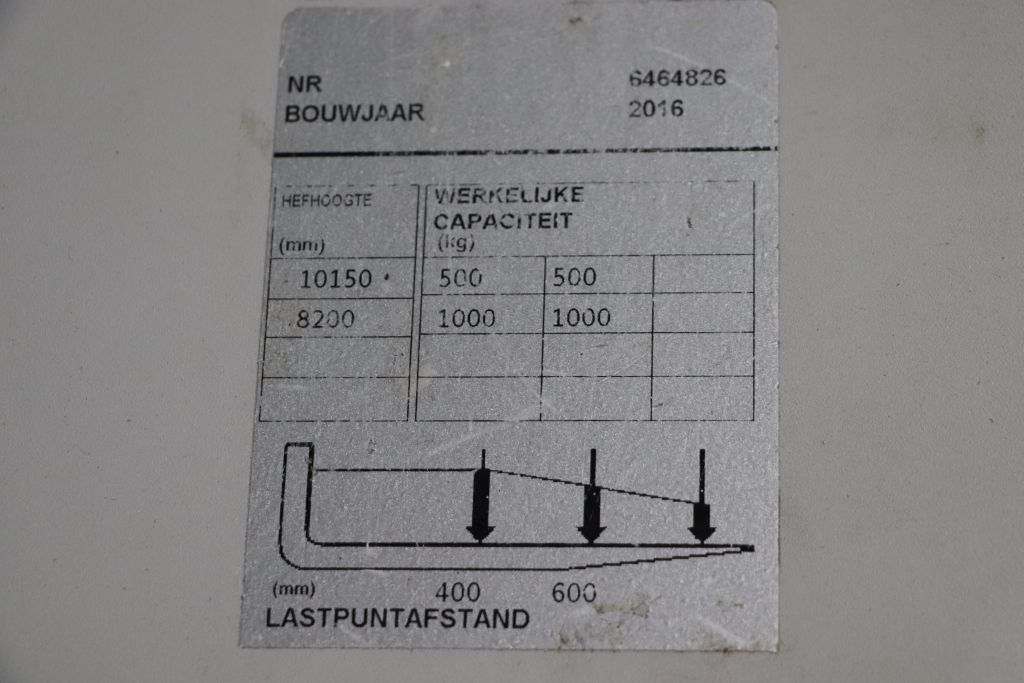 NR 6464826
BOUWJAAR 2016
HEFHOOGTE WERKELIJKE
CAPACITEIT
(mm) (kg)
10150 500 500
8200 1000 1000
(mm) 400 600
LASTPUNTAFSTAND